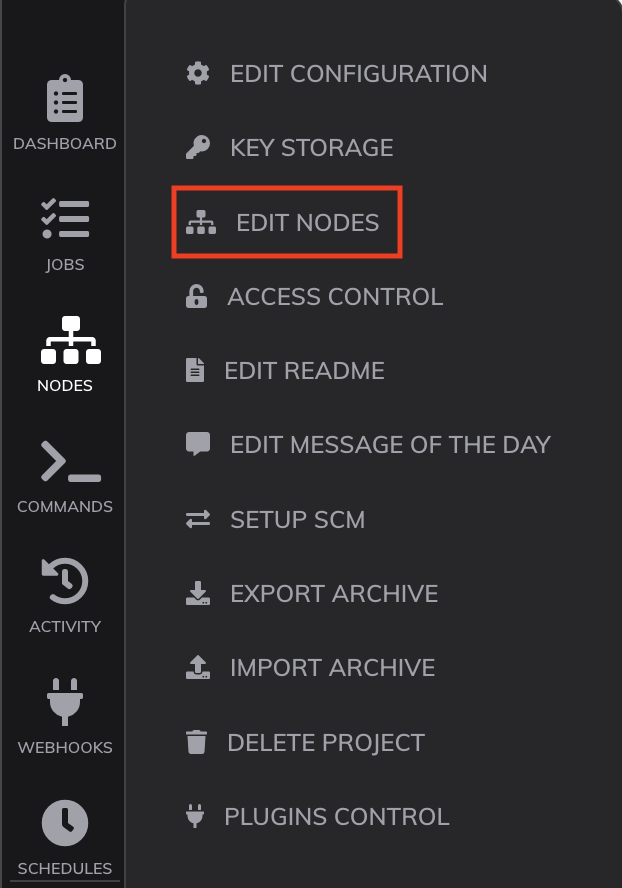 DASHBOARD
JOBS
NODES
COMMANDS
ACTIVITY
WEBHOOKS
SCHEDULES
EDIT CONFIGURATION
KEY STORAGE
EDIT NODES
ACCESS CONTROL
EDIT README
EDIT MESSAGE OF THE DAY
SETUP SCM
EXPORT ARCHIVE
IMPORT ARCHIVE
DELETE PROJECT
PLUGINS CONTROL